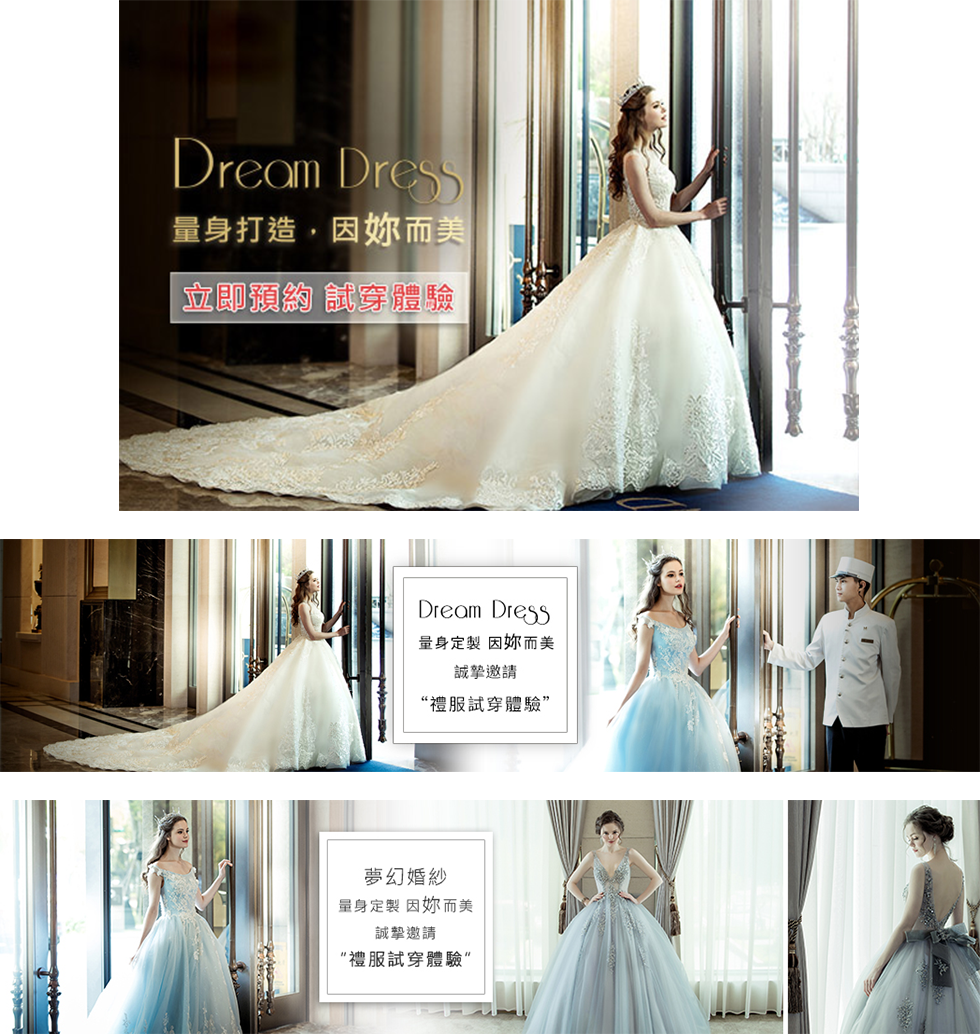 Dream Dress
量身打造，因妳而美
立即預約 試穿體驗
Dream Dress
量身定製 因妳而美
誠摯邀請
“禮服試穿體驗”
夢幻婚紗
量身定製 因妳而美
誠摯邀請
"禮服試穿體驗"